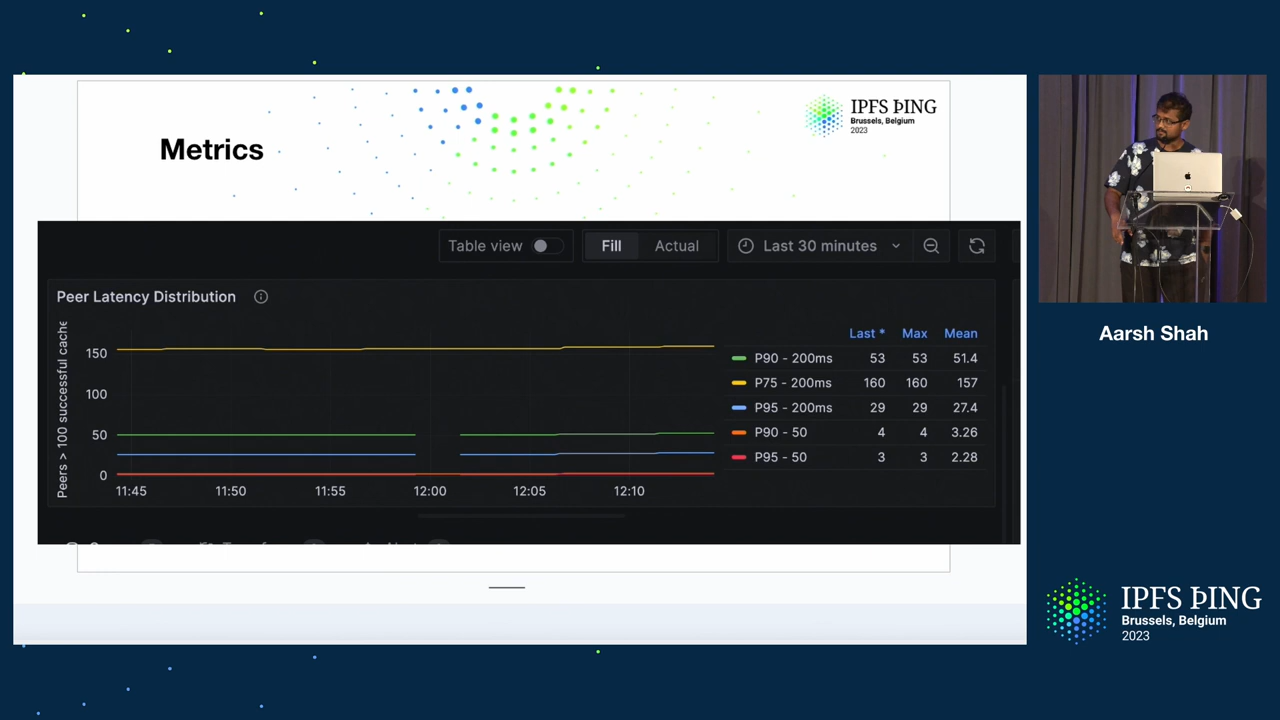 Metrics
IPFS ÞING
Brussels, Belgium
2023
Table view
Fill
Actual
Last 30 minutes
Peer Latency Distribution
Peers > 100 successful cache
150
100
50
0
11:45
11:50
11:55
12:00
12:05
12:10
Last * Max Mean
P90 - 200ms 53 53 51.4
P75 - 200ms 160 160 157
P95 - 200ms 29 29 27.4
P90 - 50 4 4 3.26
P95 - 50 3 3 2.28
Aarsh Shah
IPFS ÞING
Brussels, Belgium
2023